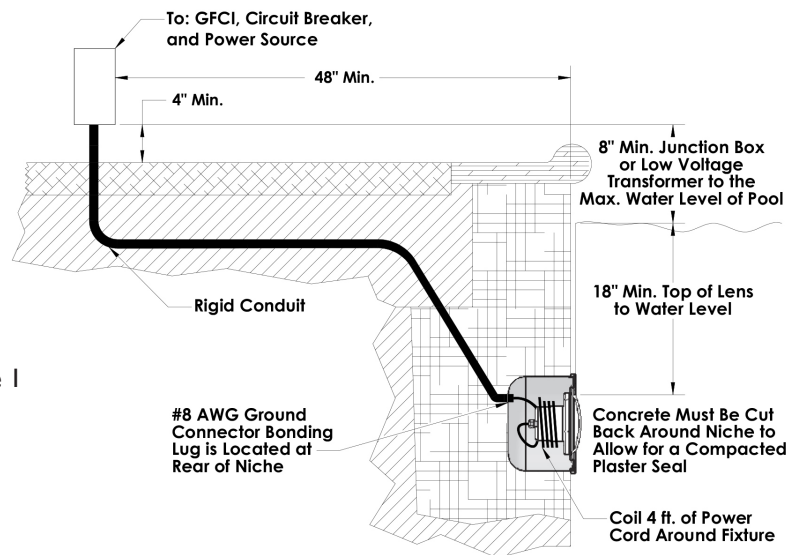 To: GFCI, Circuit Breaker,
and Power Source
48" Min.
4" Min.
8" Min. Junction Box
or Low Voltage
Transformer to the
Max. Water Level of Pool
Rigid Conduit
18" Min. Top of Lens
to Water Level
#8 AWG Ground
Connector Bonding
Lug is Located at
Rear of Niche
Concrete Must Be Cut
Back Around Niche to
Allow for a Compacted
Plaster Seal
Coil 4 ft. of Power
Cord Around Fixture